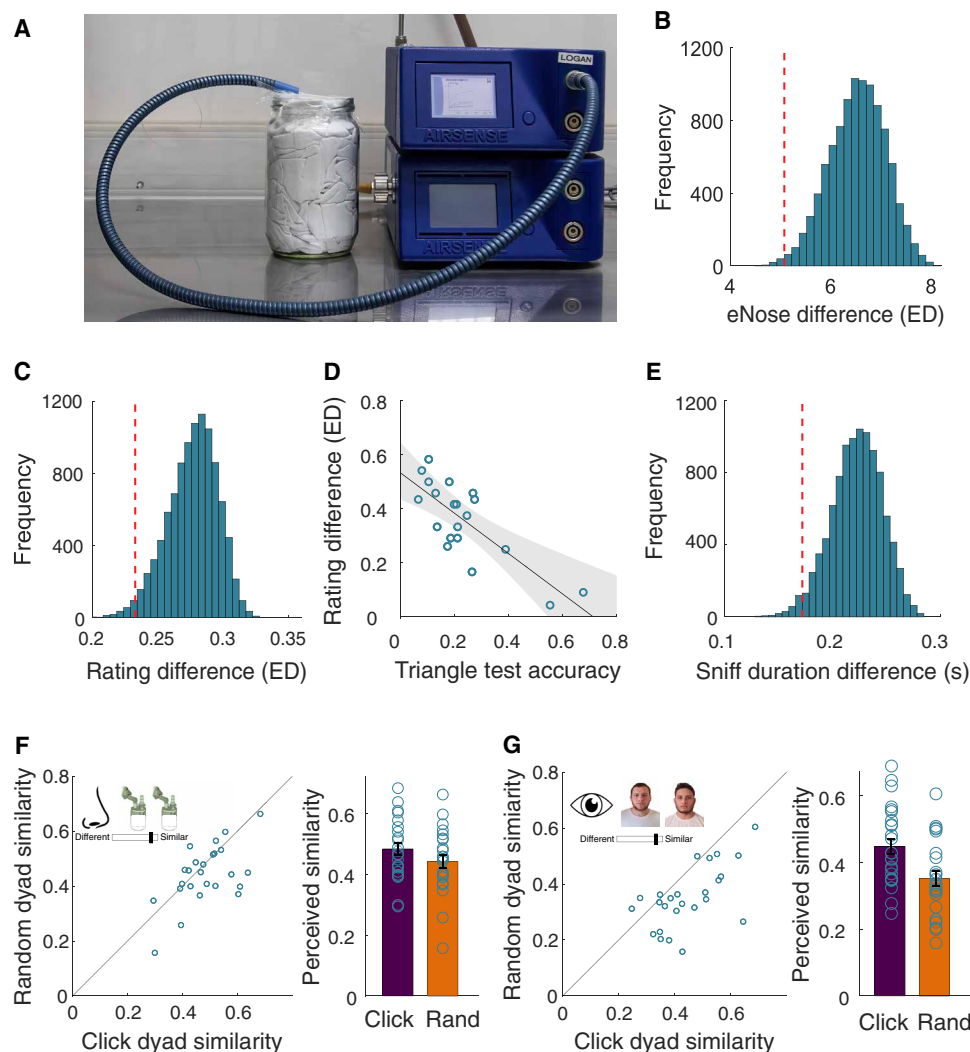 A
LOGAN
AIRSENSE
AIRSENSE
B
1200
1000
800
400
0
Frequency
4
6
8
eNose difference (ED)
C
1200
800
400
0
Frequency
0.2
0.25
0.3
0.35
Rating difference (ED)
D
0.8
0.6
0.4
0.2
0
Rating difference (ED)
0
0.2
0.4
0.6
0.8
Triangle test accuracy
E
1200
800
400
0
Frequency
0.1
0.2
0.3
Sniff duration difference (s)
F
0.8
0.6
0.4
0.2
0
Random dyad similarity
Different
Similar
0
0.2
0.4
0.6
Click dyad similarity
0.6
0.4
0.2
0
Perceived similarity
Click Rand
G
0.8
0.6
0.4
0.2
0
Random dyad similarity
Different
Similar
0
0.2
0.4
0.6
Click dyad similarity
0.6
0.4
0.2
0
Perceived similarity
Click Rand